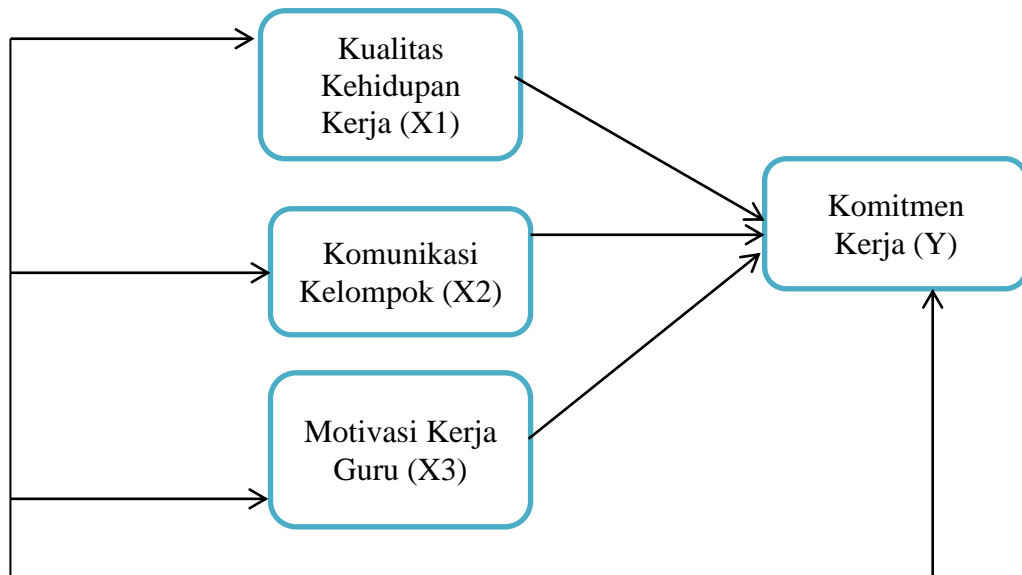 Kualitas
Kehidupan
Kerja (X1)
Komitmen
Kerja (Y)
Komunikasi
Kelompok (X2)
Motivasi Kerja
Guru (X3)